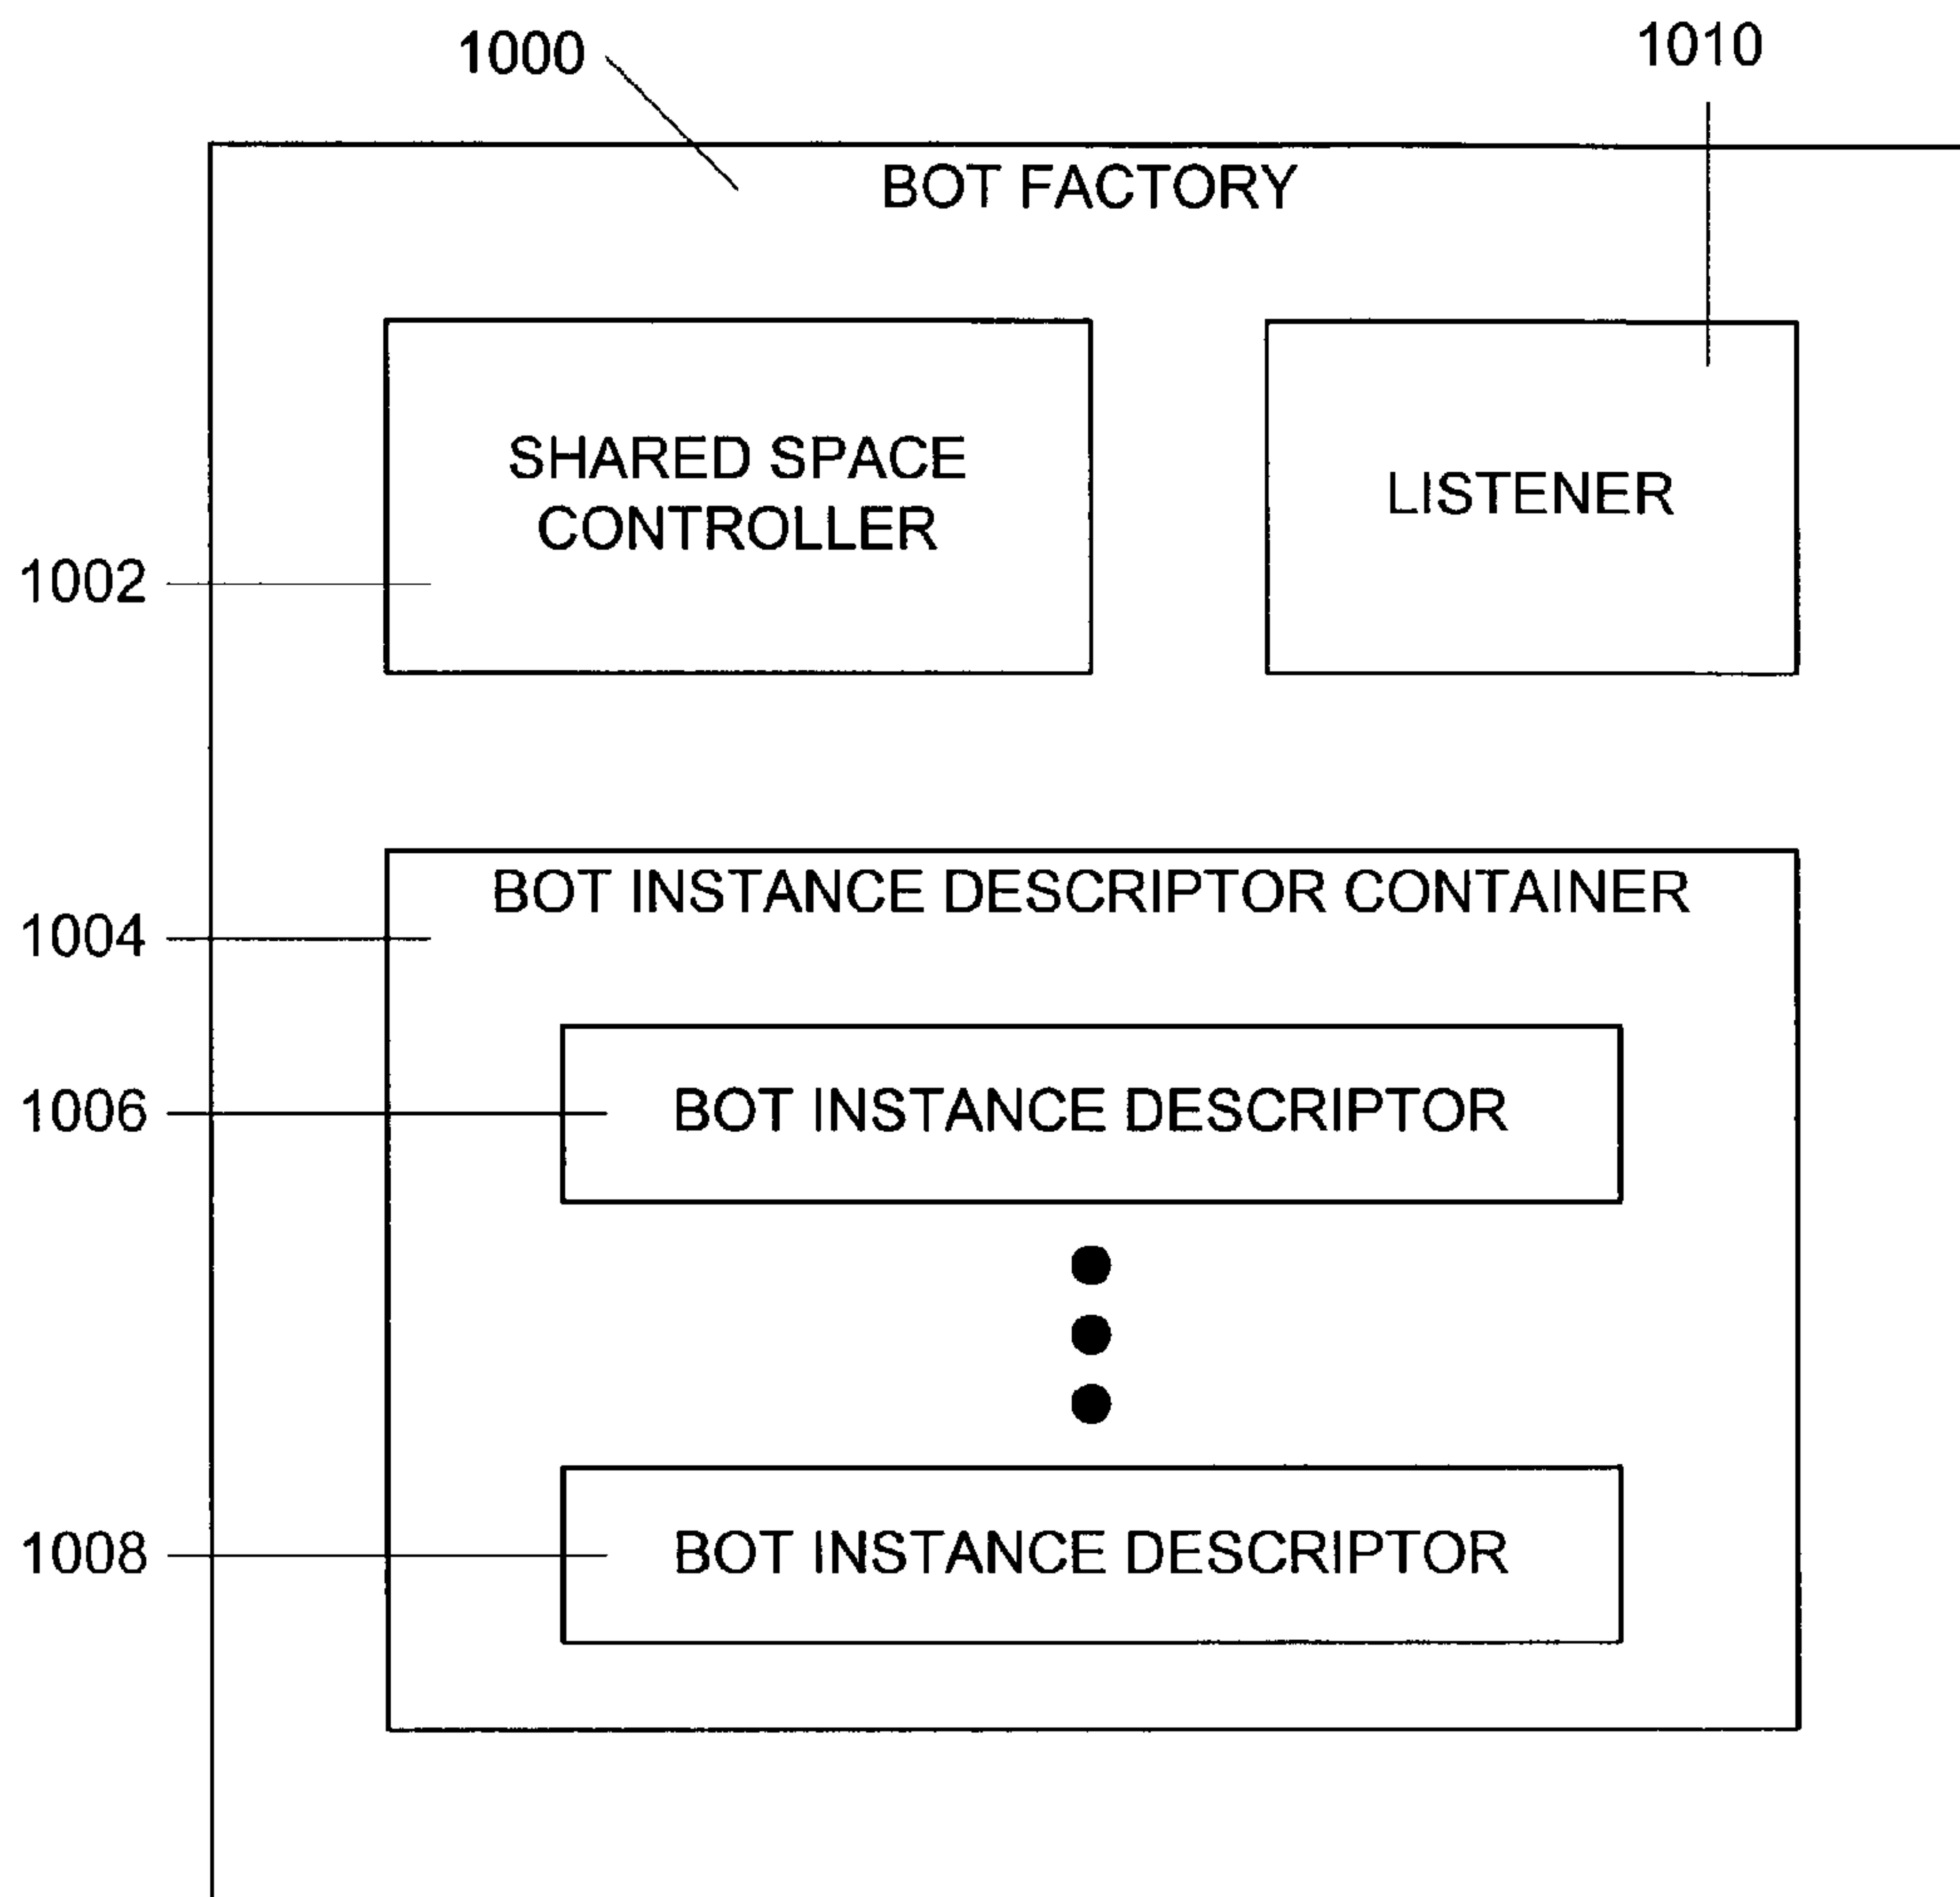 1000
1010
BOT FACTORY
SHARED SPACE
CONTROLLER
LISTENER
1002
BOT INSTANCE DESCRIPTOR CONTAINER
1004
1006
BOT INSTANCE DESCRIPTOR
1008
BOT INSTANCE DESCRIPTOR